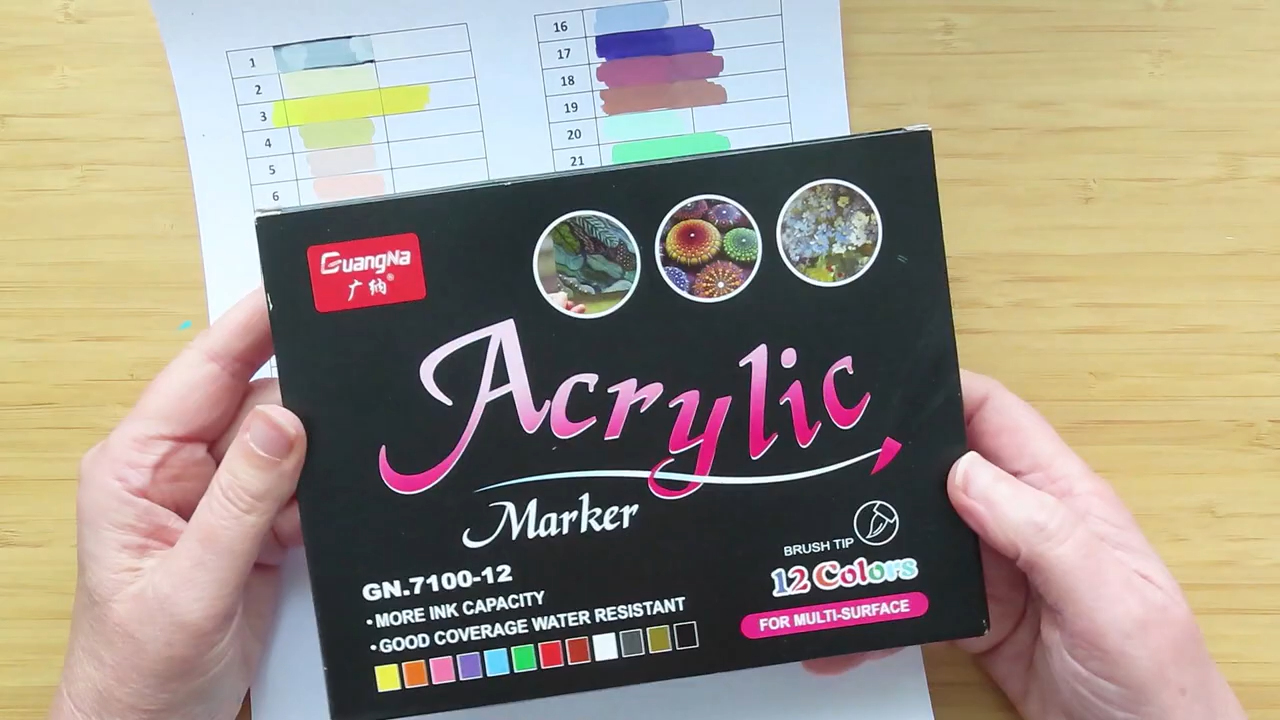 1
2
3
4
5
6
16
17
18
19
20
21
GuangNa
广纳®
Acrylic
Marker
BRUSH TIP
12 Colors
FOR MULTI-SURFACE
GN.7100-12
•MORE INK CAPACITY
•GOOD COVERAGE WATER RESISTANT